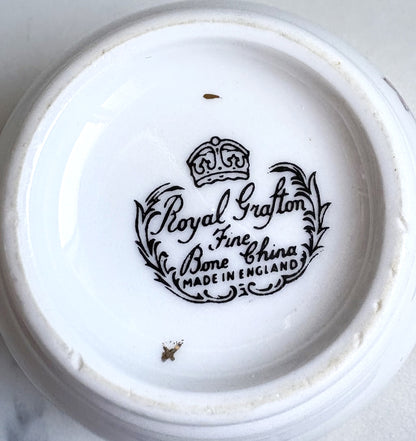 Royal Grafton
Fine
Bone China
MADE IN ENGLAND